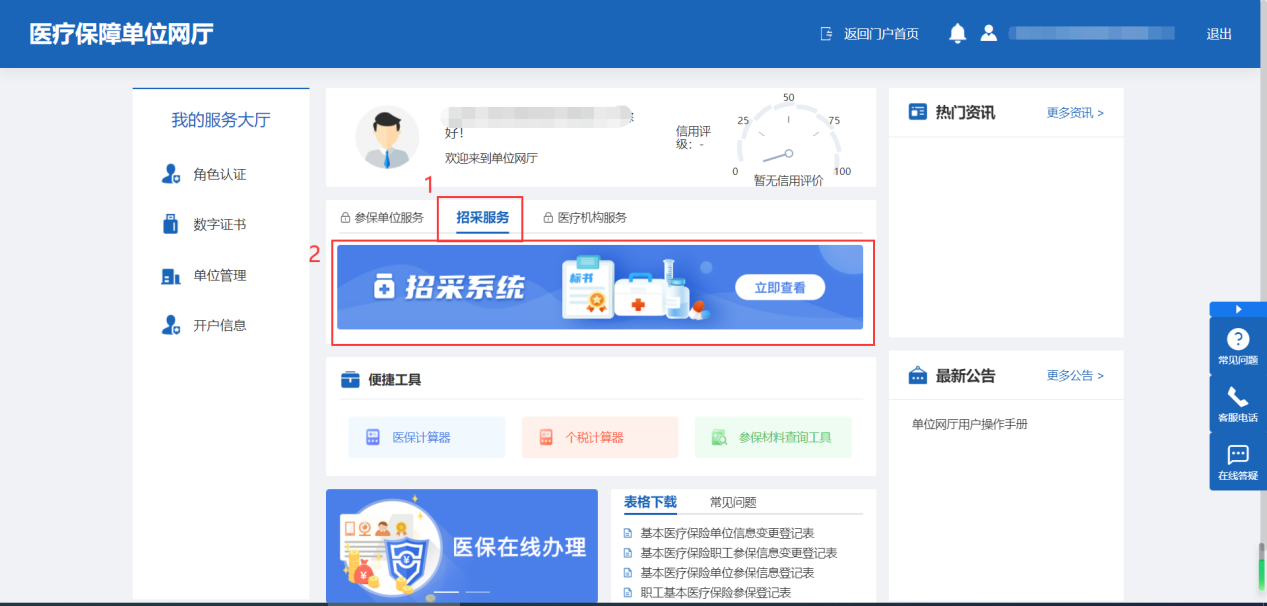 医疗保障单位网厅
返回门户首页
退出
我的服务大厅
角色认证
数字证书
单位管理
开户信息
好!
欢迎来到单位网厅
信用评
级: -
0
25
50
75
100
暂无信用评价
1
参保单位服务
招采服务
医疗机构服务
2
招采系统
标书
立即查看
便捷工具
医保计算器
个税计算器
参保材料查询工具
医保在线办理
表格下载
常见问题
基本医疗保险单位信息变更登记表
基本医疗保险职工参保信息变更登记表
基本医疗保险单位参保信息登记表
职工基本医疗保险参保登记表
热门资讯
更多资讯 >
最新公告
更多公告 >
单位网厅用户操作手册
常见问题
客服电话
在线答疑